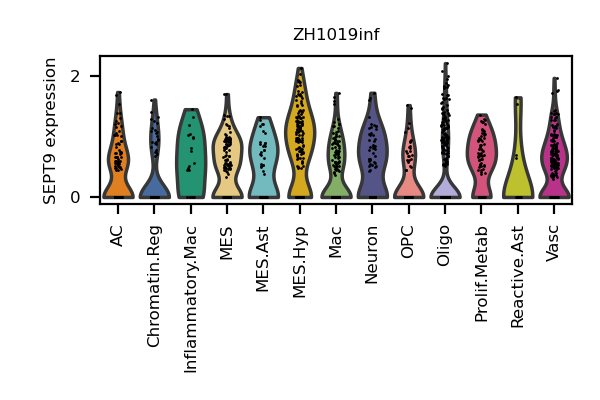 ZH1019inf
SEPT9 expression
2
0
AC
Chromatin.Reg
Inflammatory.Mac
MES
MES.Ast
MES.Hyp
Mac
Neuron
OPC
Oligo
Prolif.Metab
Reactive.Ast
Vasc